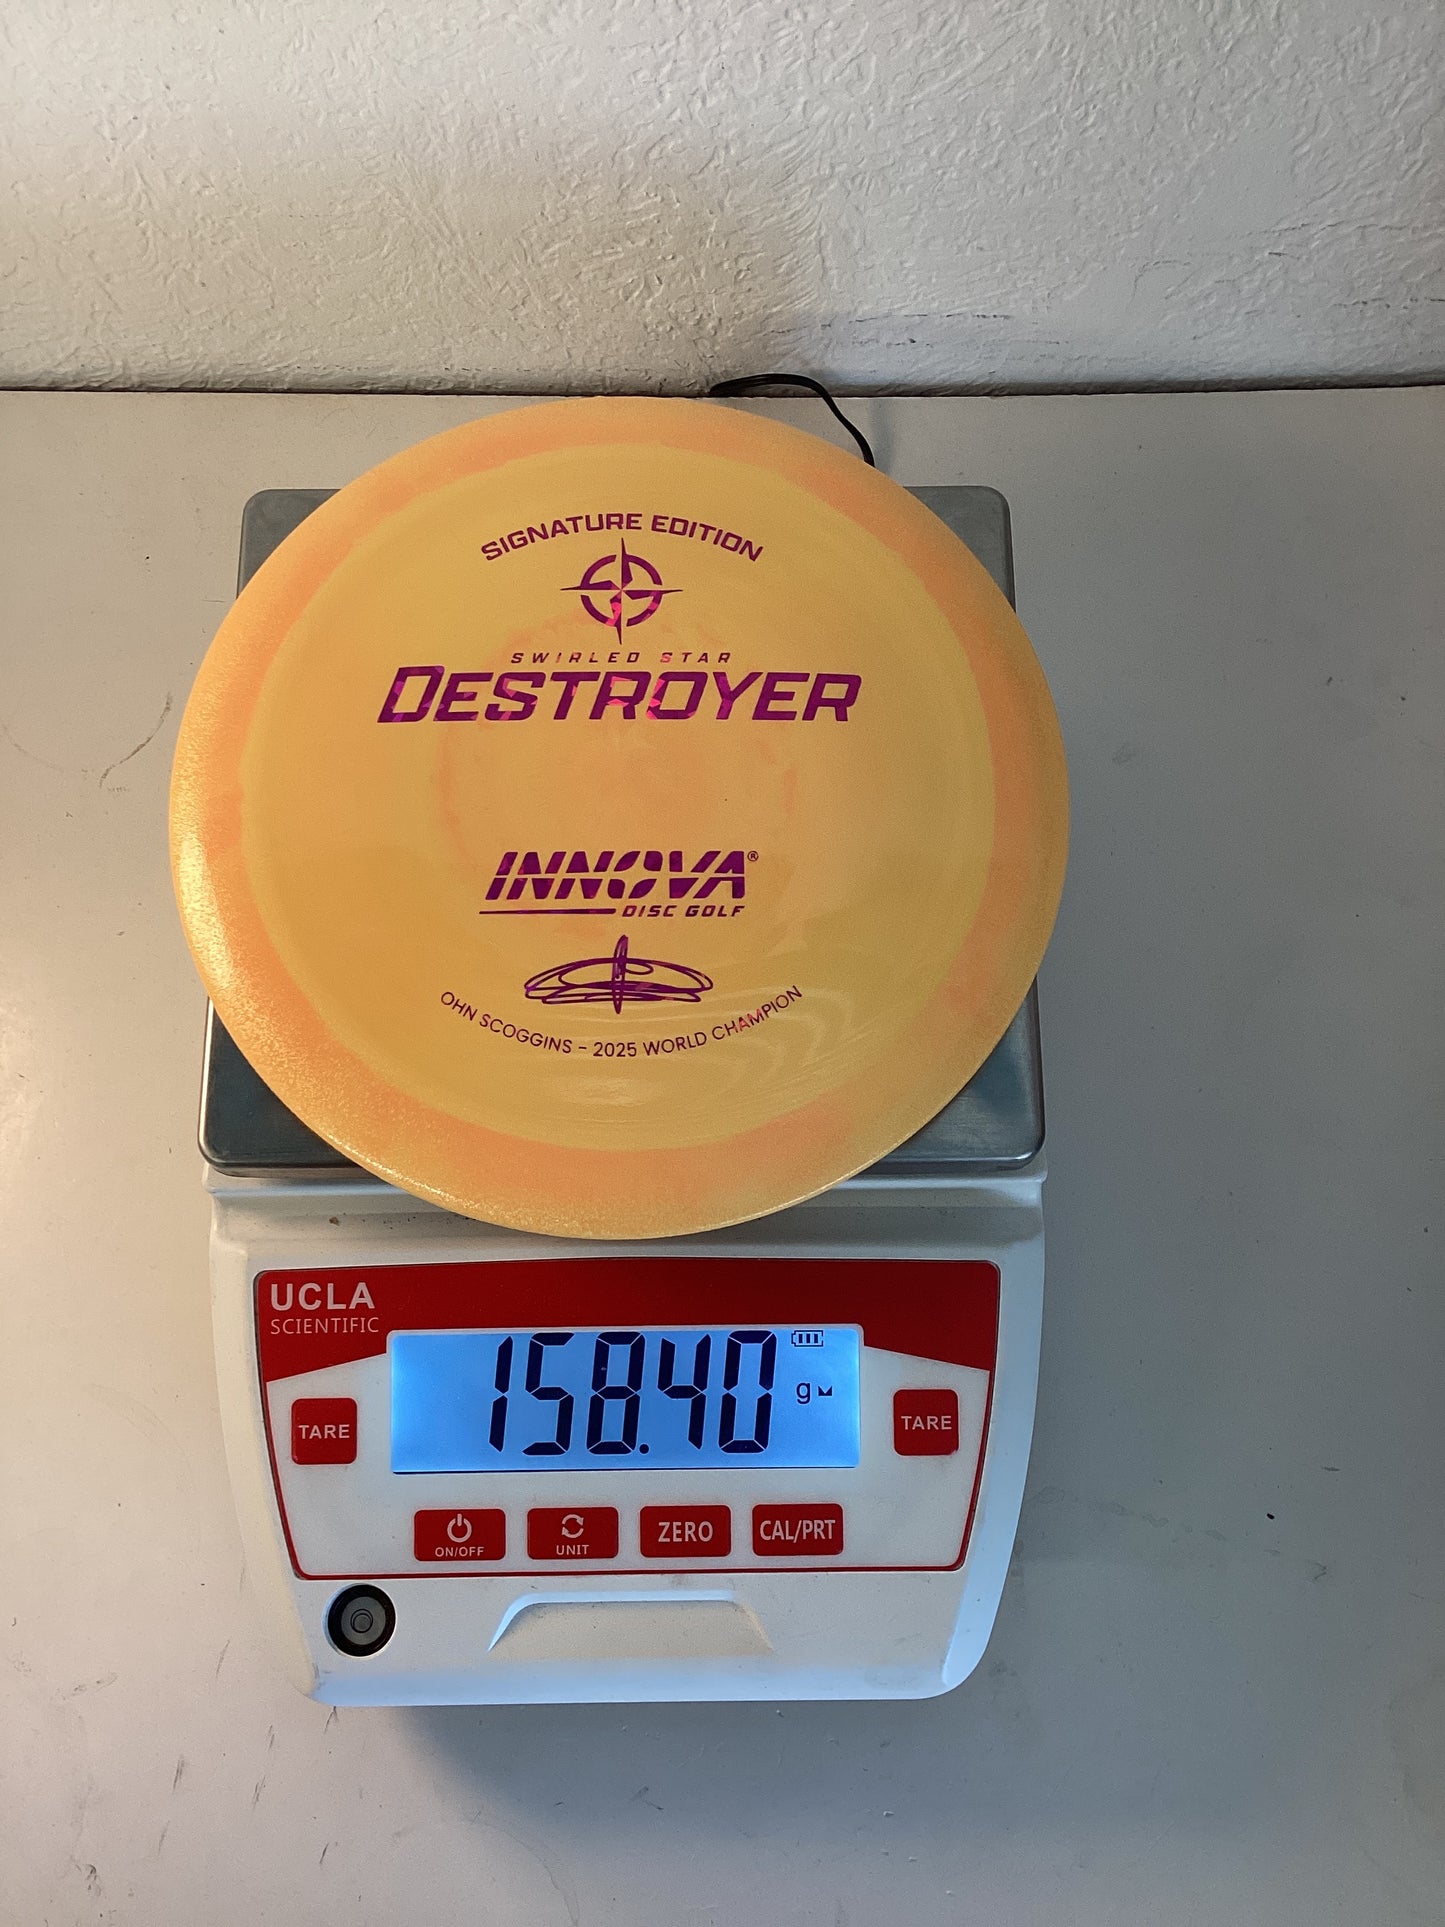 SIGNATURE EDITION
SWIRLED STAR
DESTROYER
INNOVA®
DISC GOLF
OHN SCOGGINS - 2025 WORLD CHAMPION
UCLA
SCIENTIFIC
158.40 g
TARE
TARE
ON/OFF
UNIT
ZERO
CAL/PRT